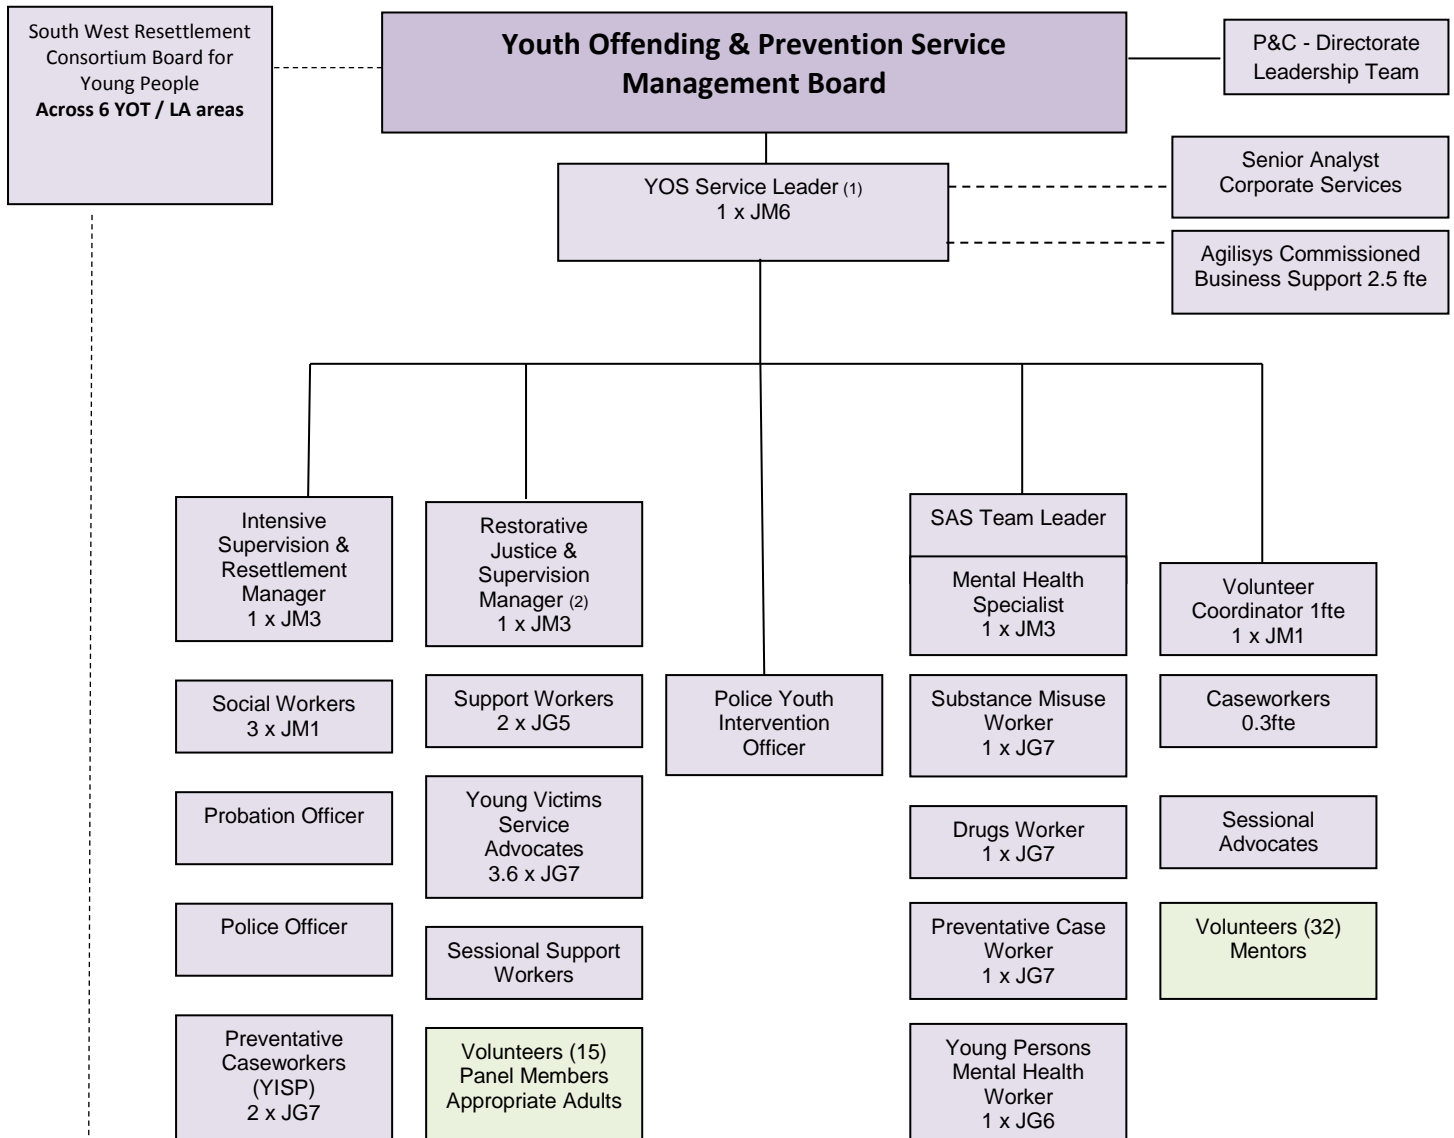 South West Resettlement
Consortium Board for
Young People
Across 6 YOT / LA areas
Youth Offending & Prevention Service
Management Board
P&C - Directorate
Leadership Team
Senior Analyst
Corporate Services
YOS Service Leader (1)
1 x JM6
Agilisys Commissioned
Business Support 2.5 fte
Intensive
Supervision &
Resettlement
Manager
1 x JM3
Social Workers
3 x JM1
Probation Officer
Police Officer
Preventative
Caseworkers
(YISP)
2 x JG7
Restorative
Justice &
Supervision
Manager (2)
1 x JM3
Support Workers
2 x JG5
Young Victims
Service
Advocates
3.6 x JG7
Sessional Support
Workers
Volunteers (15)
Panel Members
Appropriate Adults
Police Youth
Intervention
Officer
SAS Team Leader
Mental Health
Specialist
1 x JM3
Substance Misuse
Worker
1 x JG7
Drugs Worker
1 x JG7
Preventative Case
Worker
1 x JG7
Young Persons
Mental Health
Worker
1 x JG6
Volunteer
Coordinator 1fte
1 x JM1
Caseworkers
0.3fte
Sessional
Advocates
Volunteers (32)
Mentors